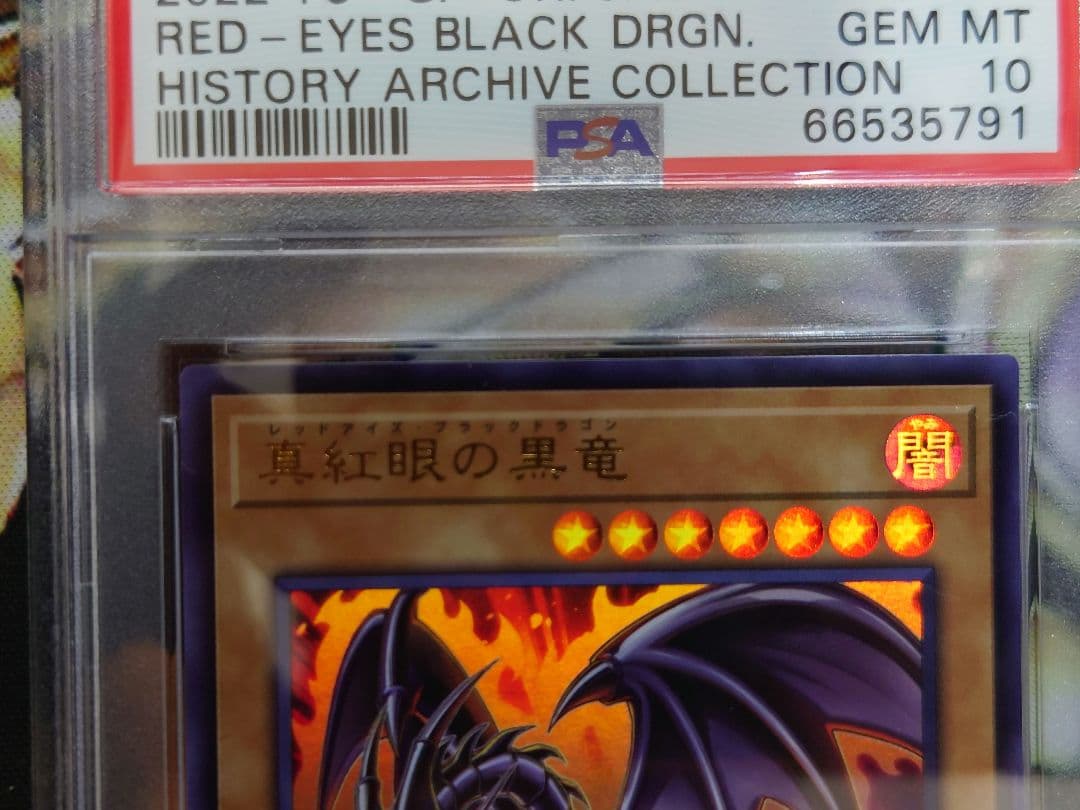 RED-EYES BLACK DRGN. GEM MT
HISTORY ARCHIVE COLLECTION 10
PSA 66535791
レッドアイズ・ブラックドラゴン
真紅眼の黒竜
やみ
闇